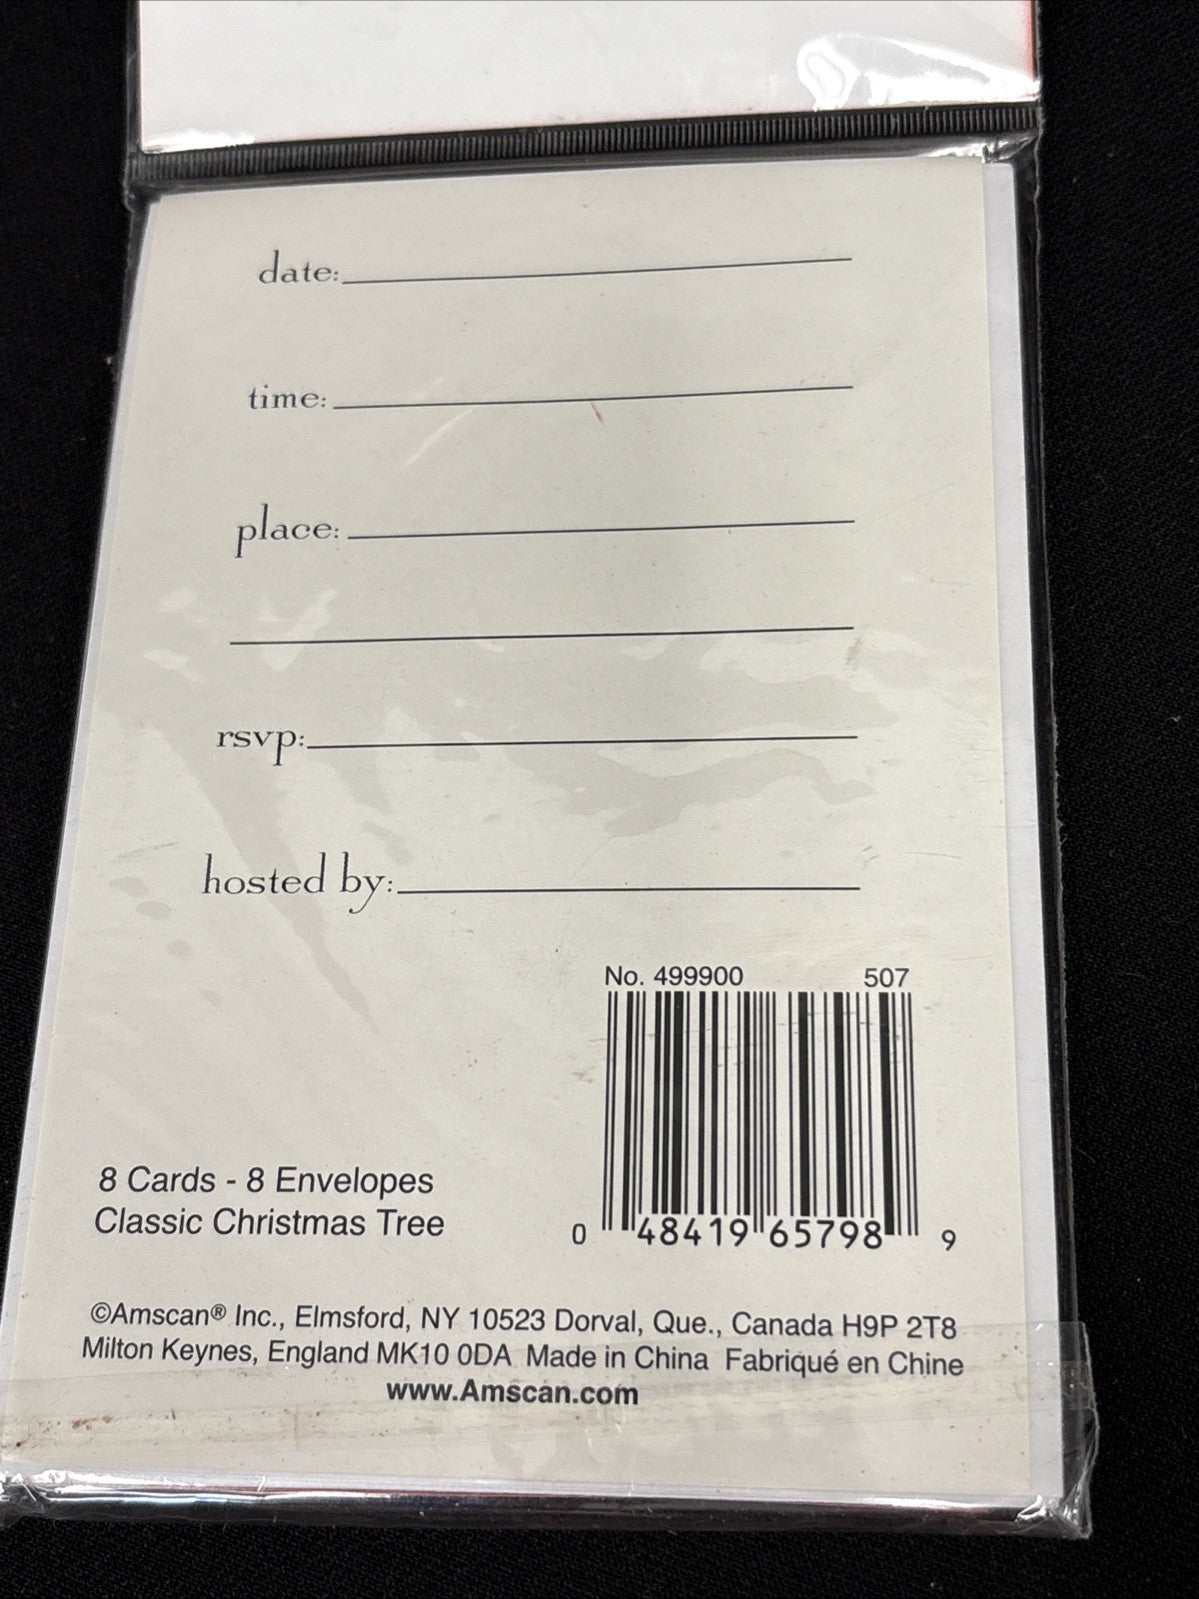 date:
time:
place:
rsvp:
hosted by:
No. 499900 507
8 Cards - 8 Envelopes
Classic Christmas Tree
0 48419 65798 9
©Amscan® Inc., Elmsford, NY 10523 Dorval, Que., Canada H9P 2T8
Milton Keynes, England MK10 0DA Made in China Fabriqué en Chine
www.Amscan.com